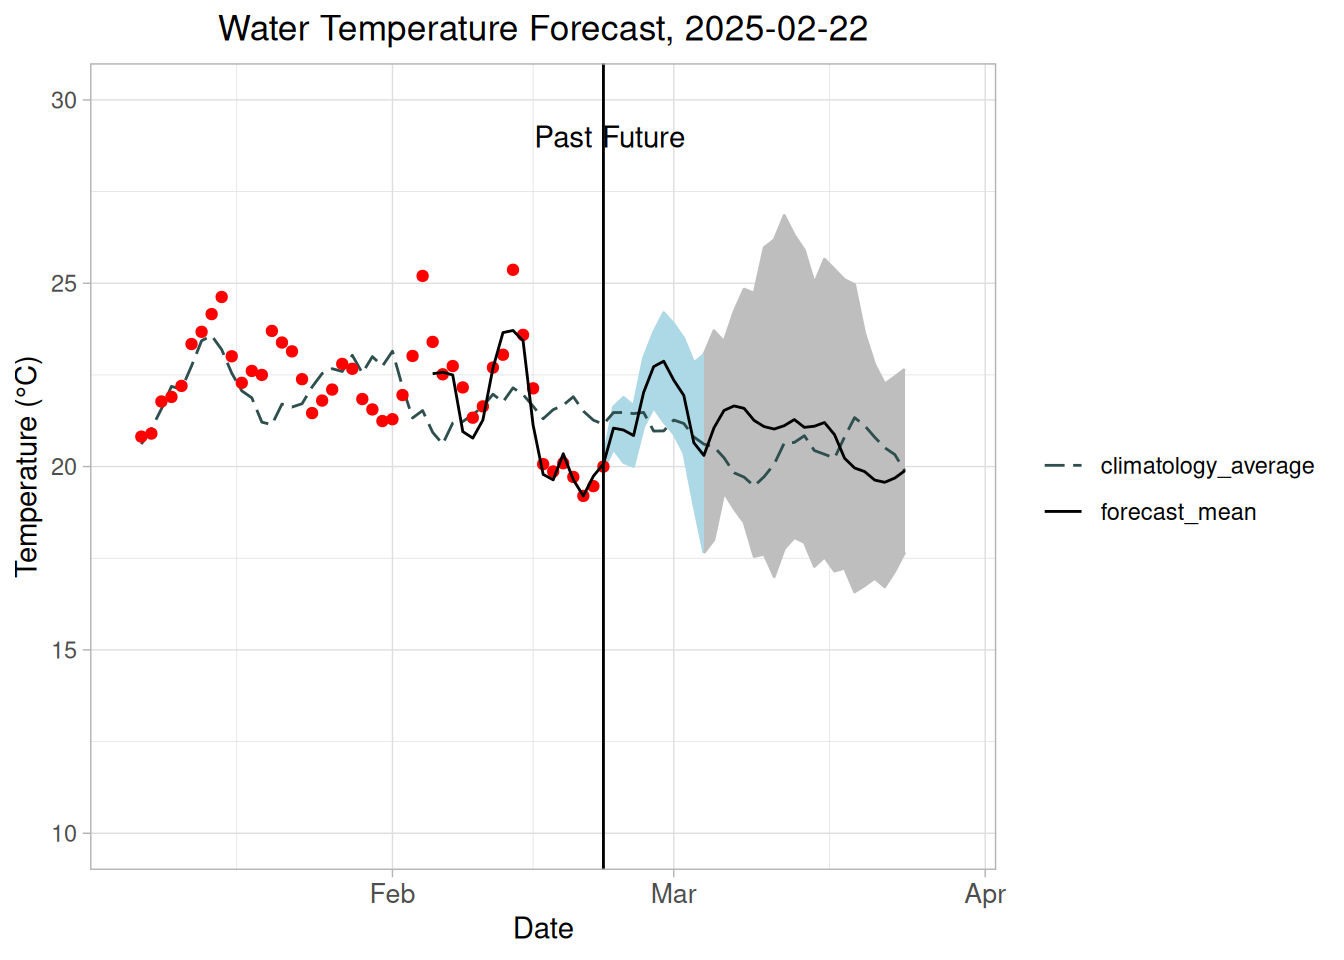 Water Temperature Forecast, 2025-02-22
30
Past Future
25
20
15
10
Temperature (°C)
Feb
Mar
Apr
Date
climatology_average
forecast_mean